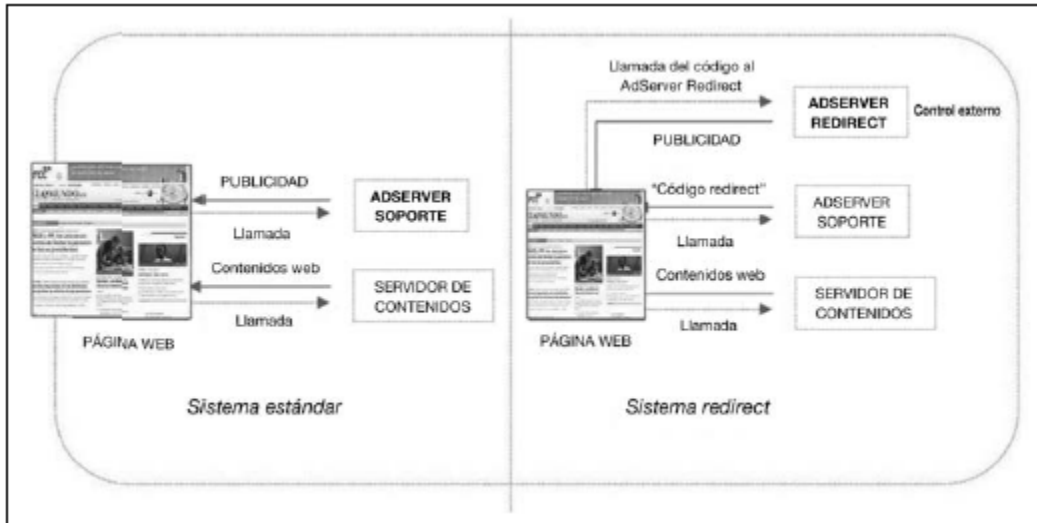 PUBLICIDAD
ADSERVER
SOPORTE
Llamada
Contenidos web
SERVIDOR DE
CONTENIDOS
Llamada
PÁGINA WEB
Sistema estándar
Llamada del código al
AdServer Redirect
ADSERVER
REDIRECT
Control externo
PUBLICIDAD
"Código redirect"
ADSERVER
SOPORTE
Llamada
Contenidos web
SERVIDOR DE
CONTENIDOS
Llamada
PÁGINA WEB
Sistema redirect